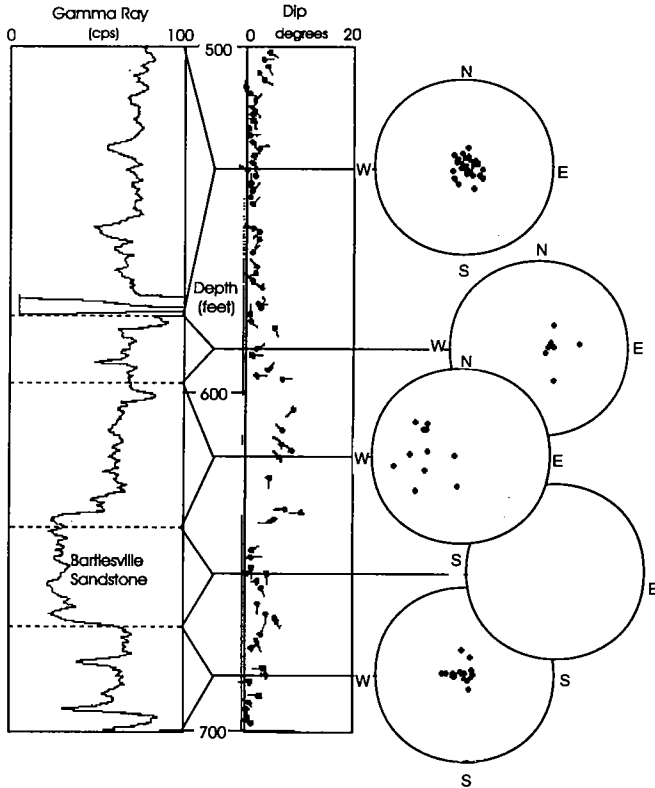 Gamma Ray
(cps)
0
100
Dip
degrees
0
20
500
N
W
E
S
Depth
(feet)
N
W
E
600
N
W
E
S
Bartlesville
Sandstone
E
S
W
S
700